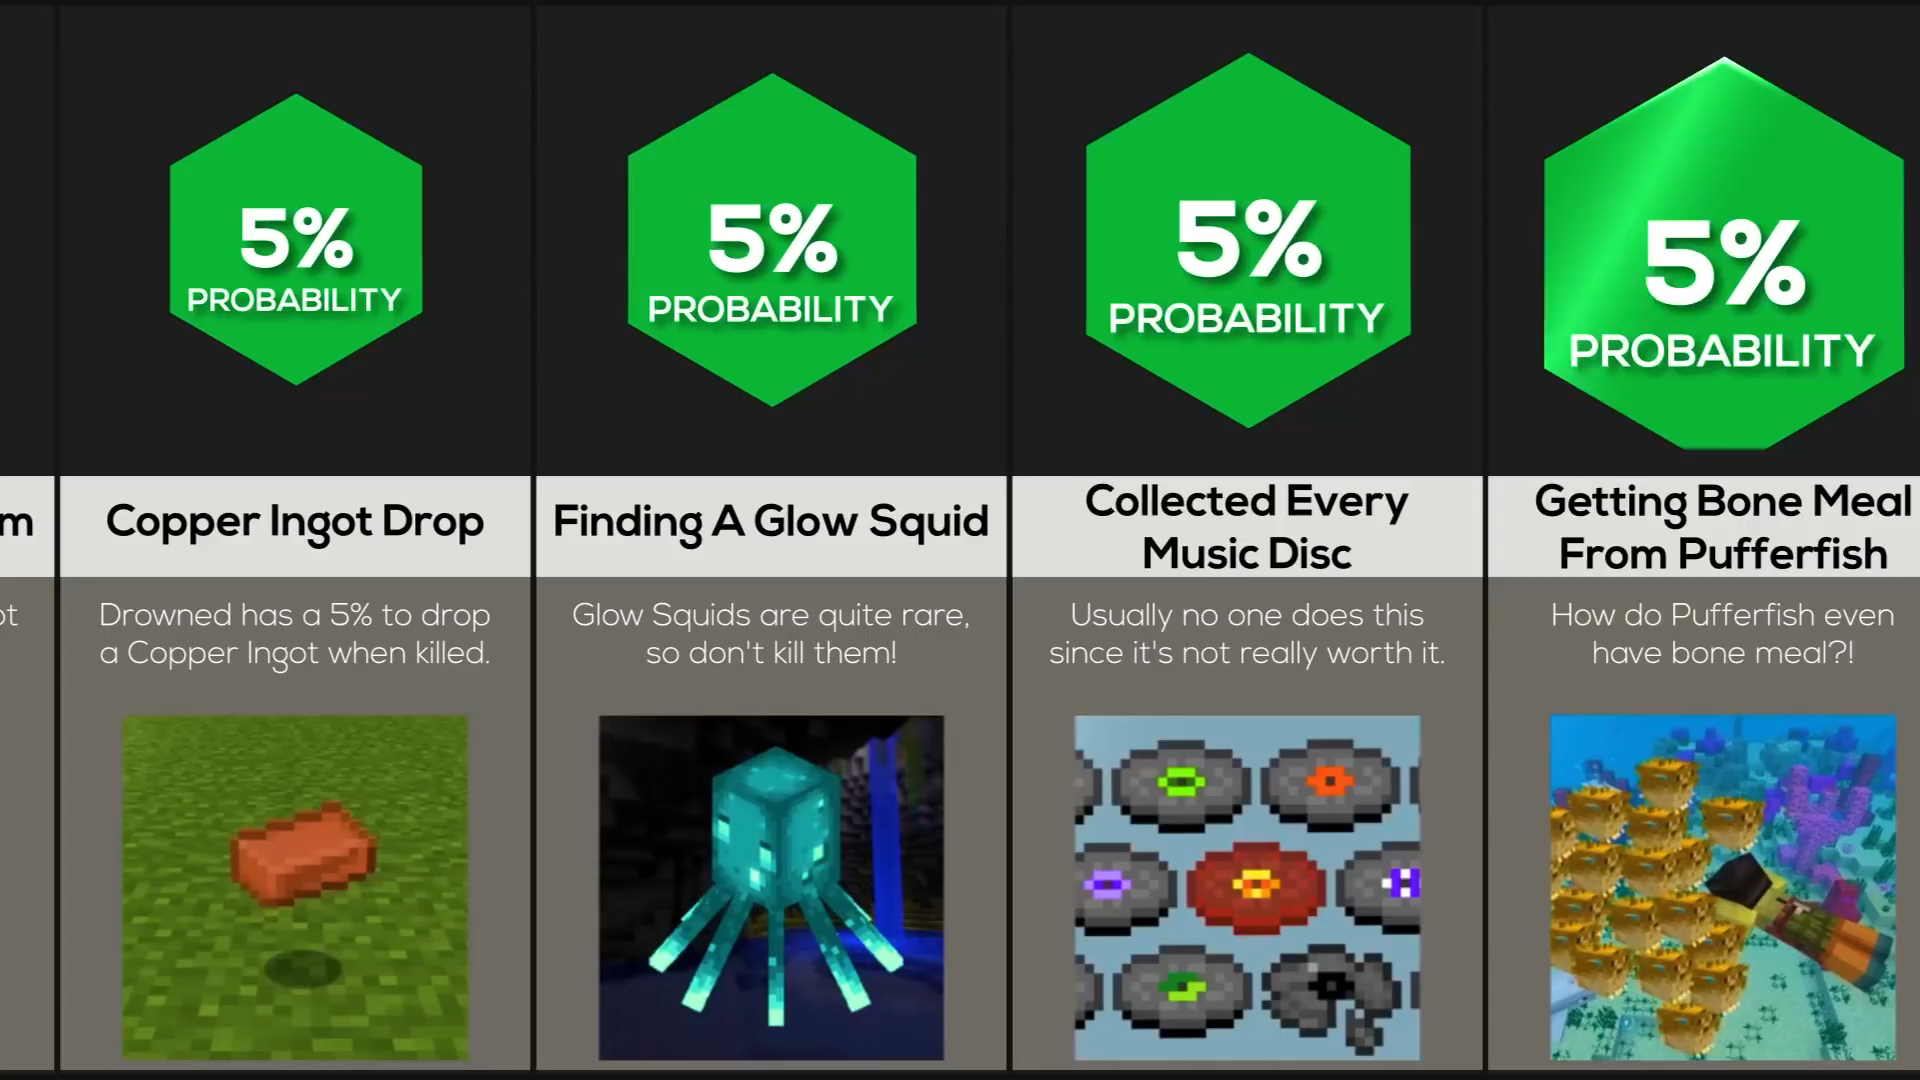 5%
PROBABILITY
Copper Ingot Drop
Drowned has a 5% to drop
a Copper Ingot when killed.
5%
PROBABILITY
Finding A Glow Squid
Glow Squids are quite rare,
so don't kill them!
5%
PROBABILITY
Collected Every
Music Disc
Usually no one does this
since it's not really worth it.
5%
PROBABILITY
Getting Bone Meal
From Pufferfish
How do Pufferfish even
have bone meal?!